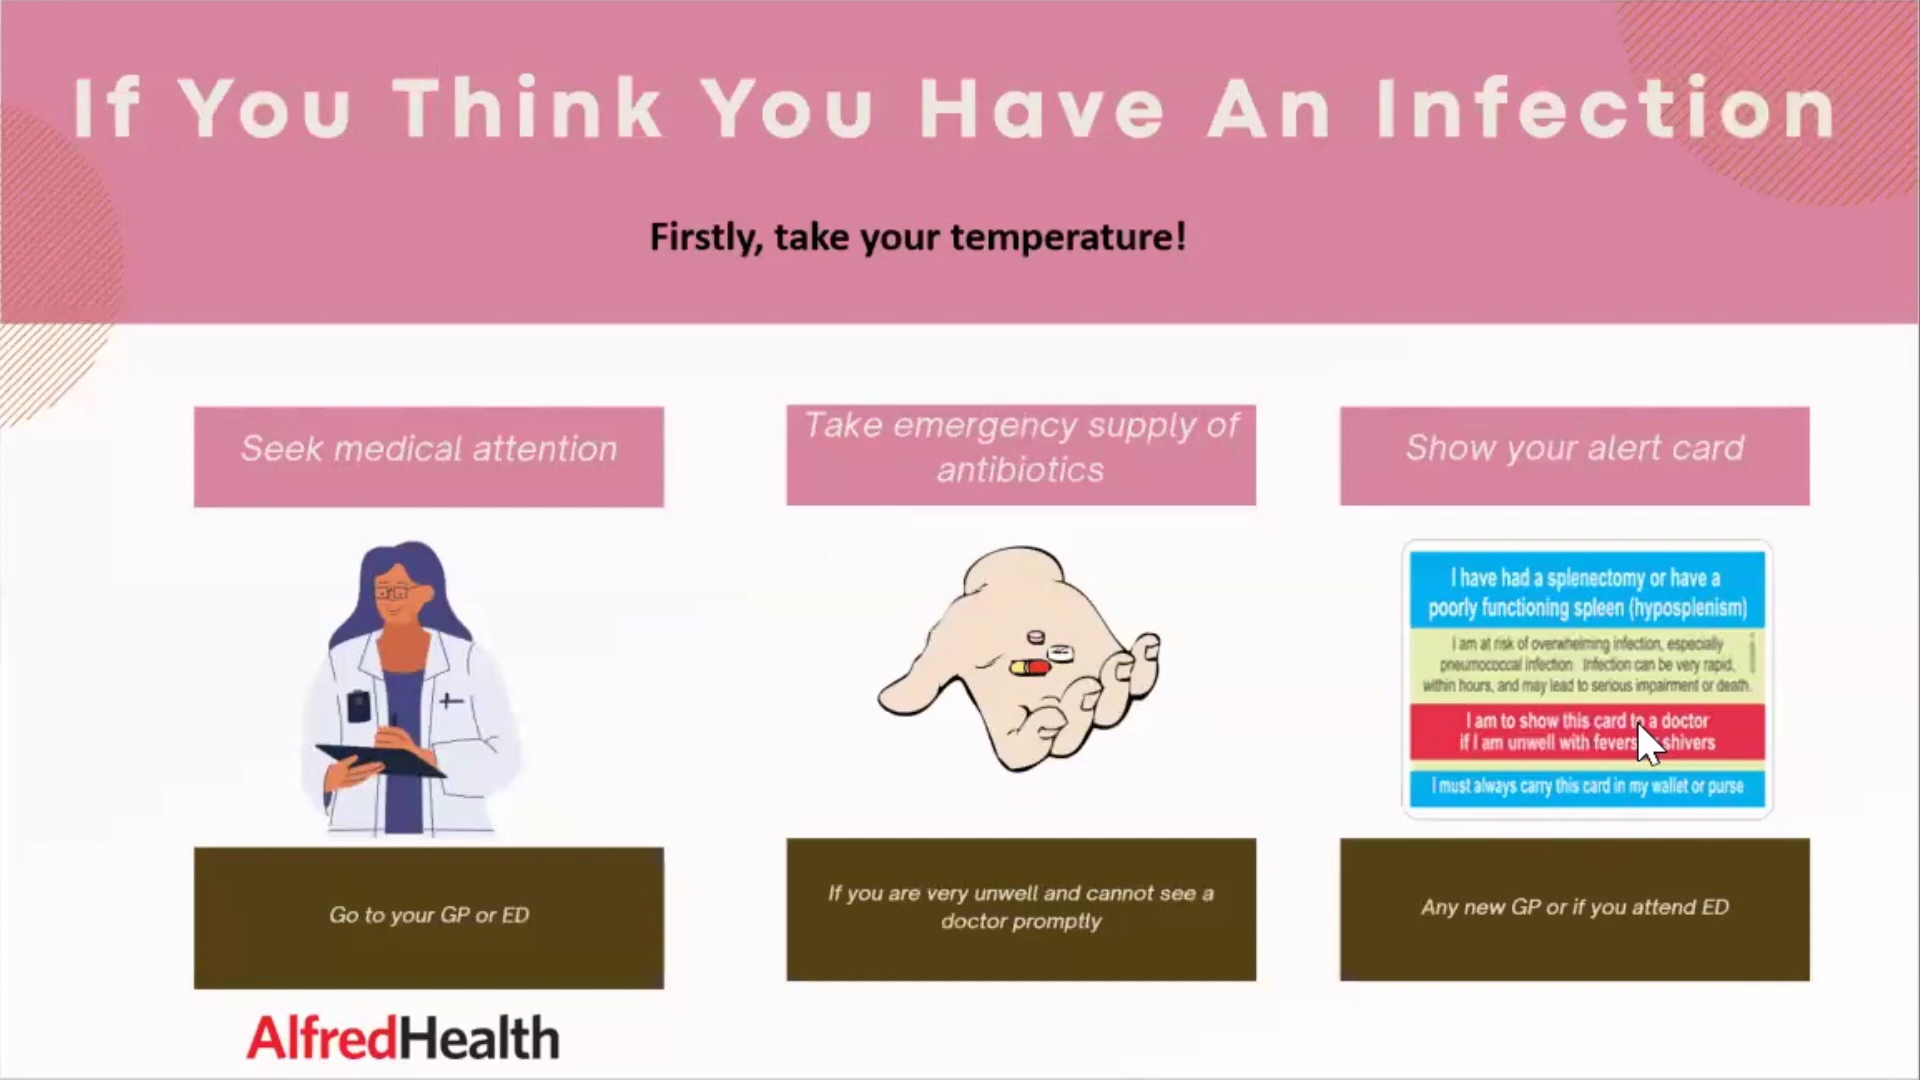 If You Think You Have An Infection
Firstly, take your temperature!
Seek medical attention
Take emergency supply of
antibiotics
Show your alert card
I have had a splenectomy or have a
poorly functioning spleen (hyposplenism)
I am at risk of overwhelming infection, especially
pneumococcal infection Infection can be very rapid,
within hours, and may lead to serious impairment or death.
I am to show this card to a doctor
if I am unwell with fevers shivers
I must always carry this card in my wallet or purse
Go to your GP or ED
If you are very unwell and cannot see a
doctor promptly
Any new GP or if you attend ED
AlfredHealth